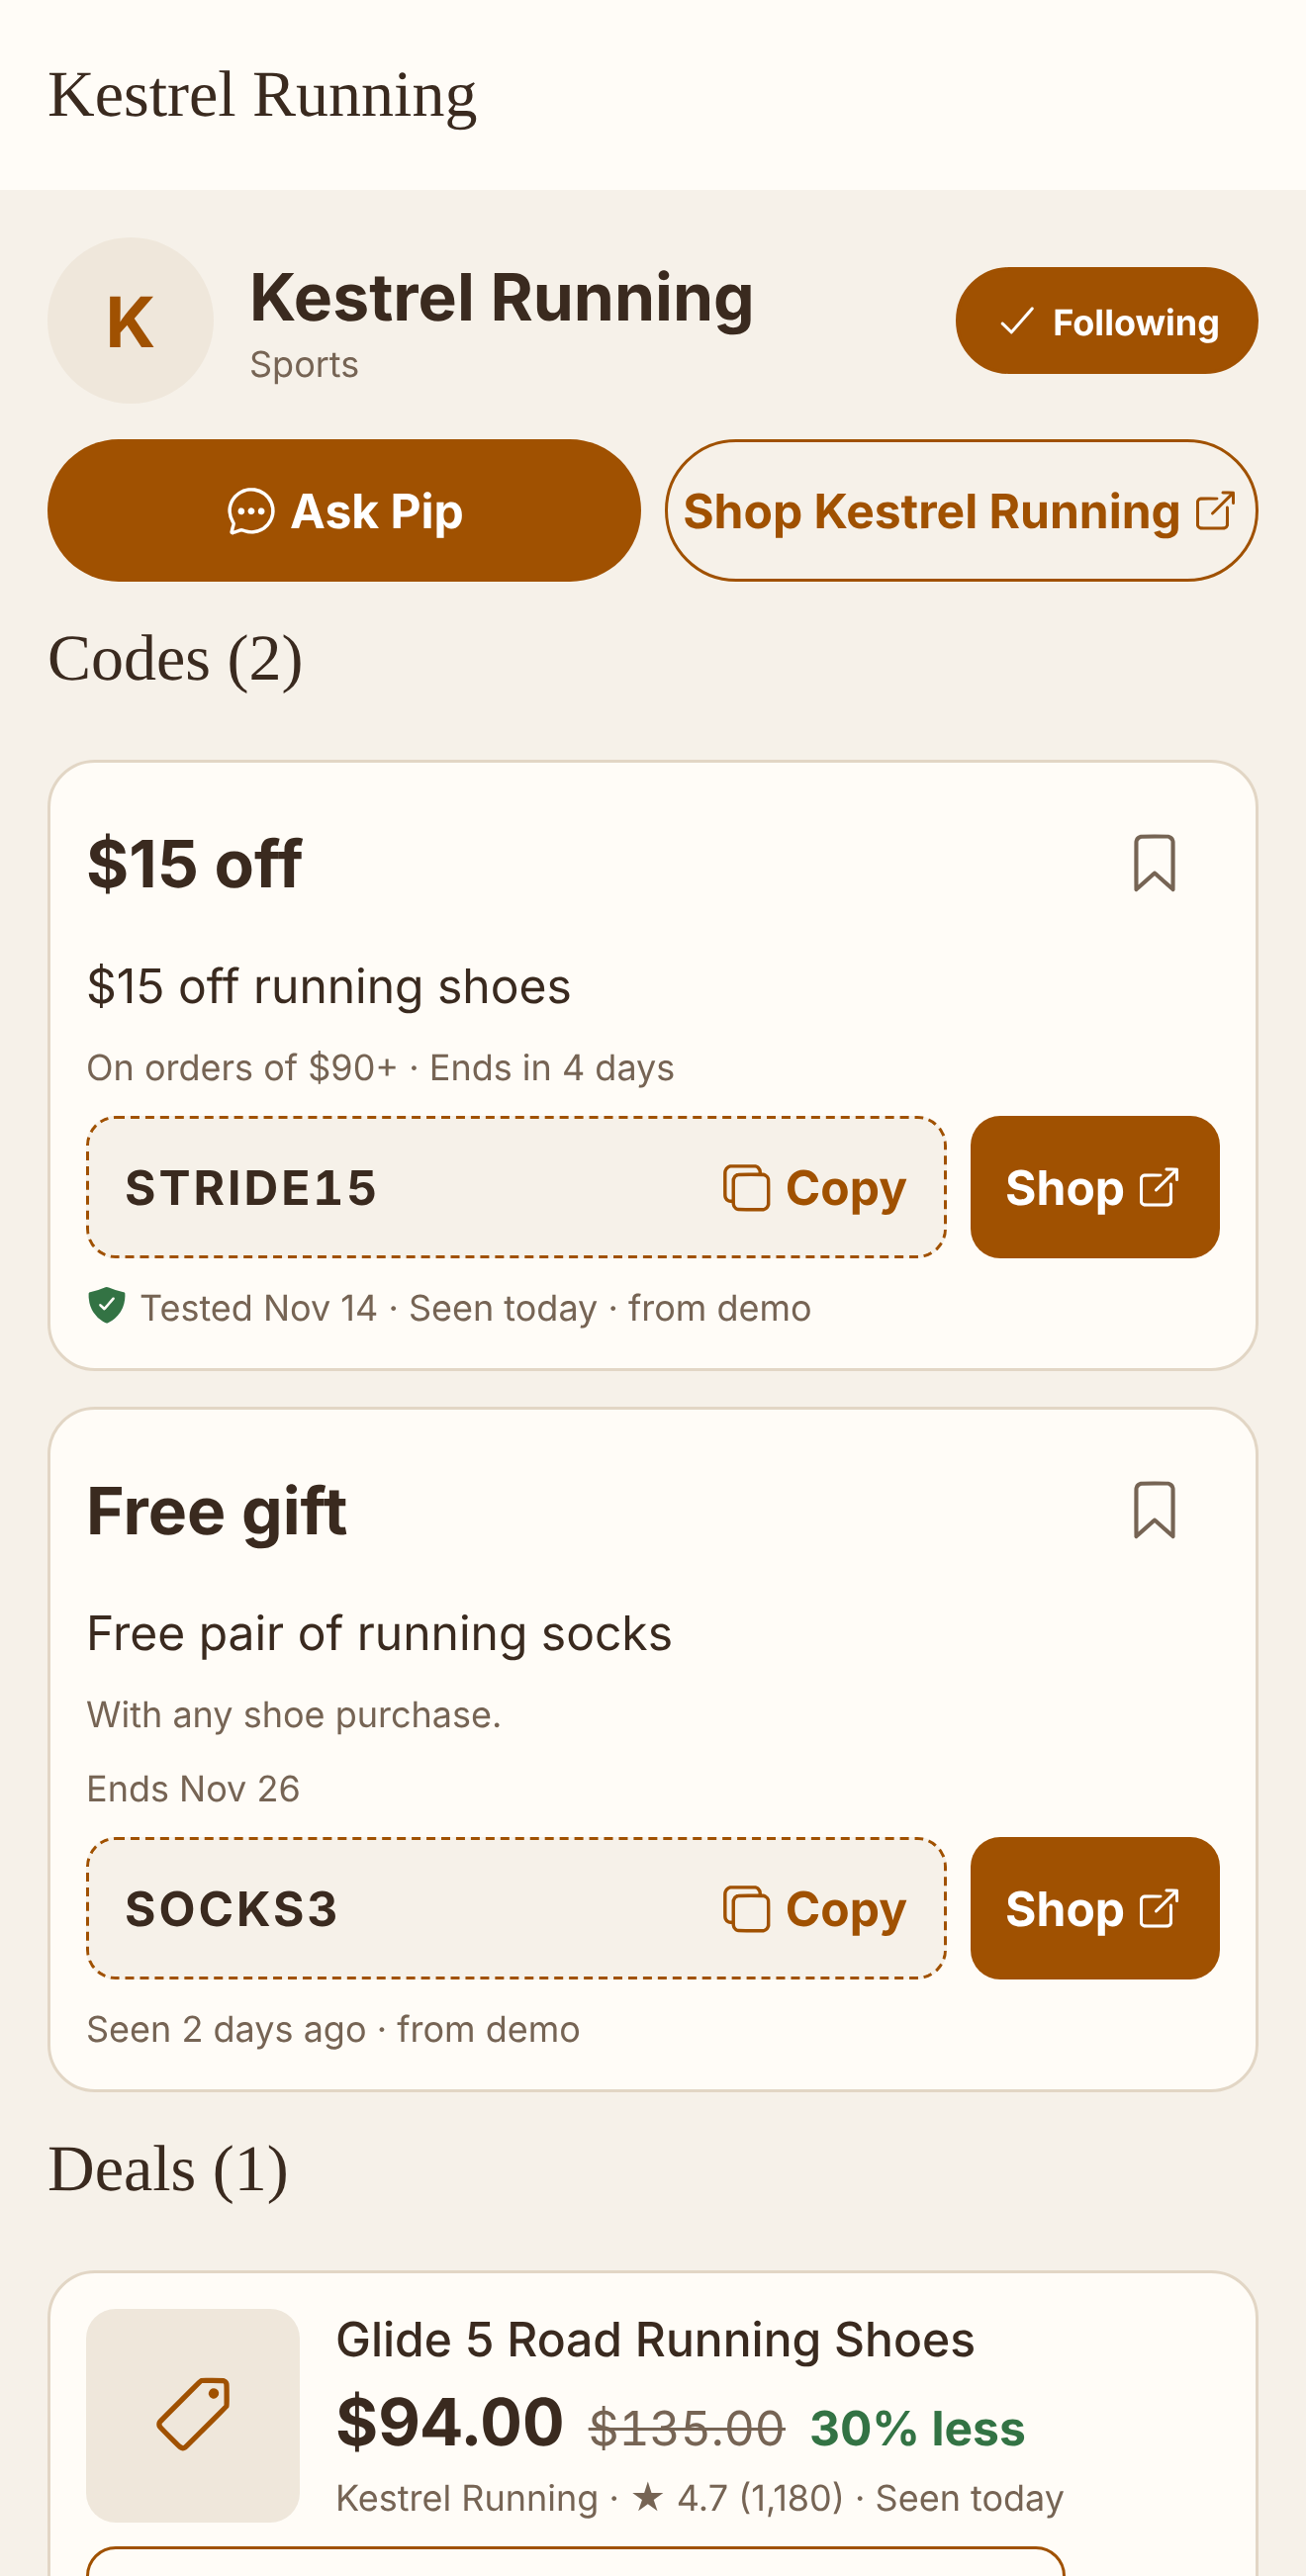 Kestrel Running
K
Kestrel Running
Sports
Following
Ask Pip
Shop Kestrel Running
Codes (2)
$15 off
$15 off running shoes
On orders of $90+ · Ends in 4 days
STRIDE15
Copy
Shop
Tested Nov 14 · Seen today · from demo
Free gift
Free pair of running socks
With any shoe purchase.
Ends Nov 26
SOCKS3
Copy
Shop
Seen 2 days ago · from demo
Deals (1)
Glide 5 Road Running Shoes
$94.00 $135.00 30% less
Kestrel Running · ★ 4.7 (1,180) · Seen today